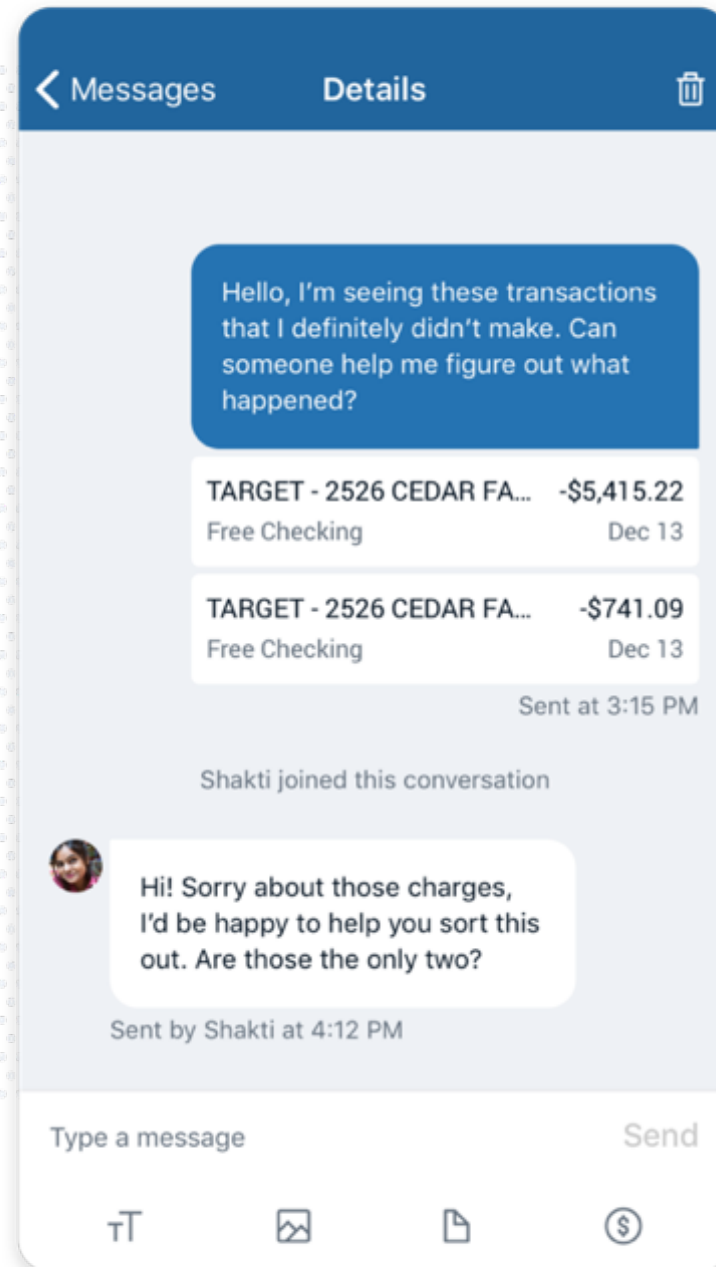 Messages
Details
Hello, I'm seeing these transactions
that I definitely didn't make. Can
someone help me figure out what
happened?
TARGET - 2526 CEDAR FA... -$5,415.22
Free Checking Dec 13
TARGET - 2526 CEDAR FA... -$741.09
Free Checking Dec 13
Sent at 3:15 PM
Shakti joined this conversation
Hi! Sorry about those charges,
I'd be happy to help you sort this
out. Are those the only two?
Sent by Shakti at 4:12 PM
Type a message Send
TT
$